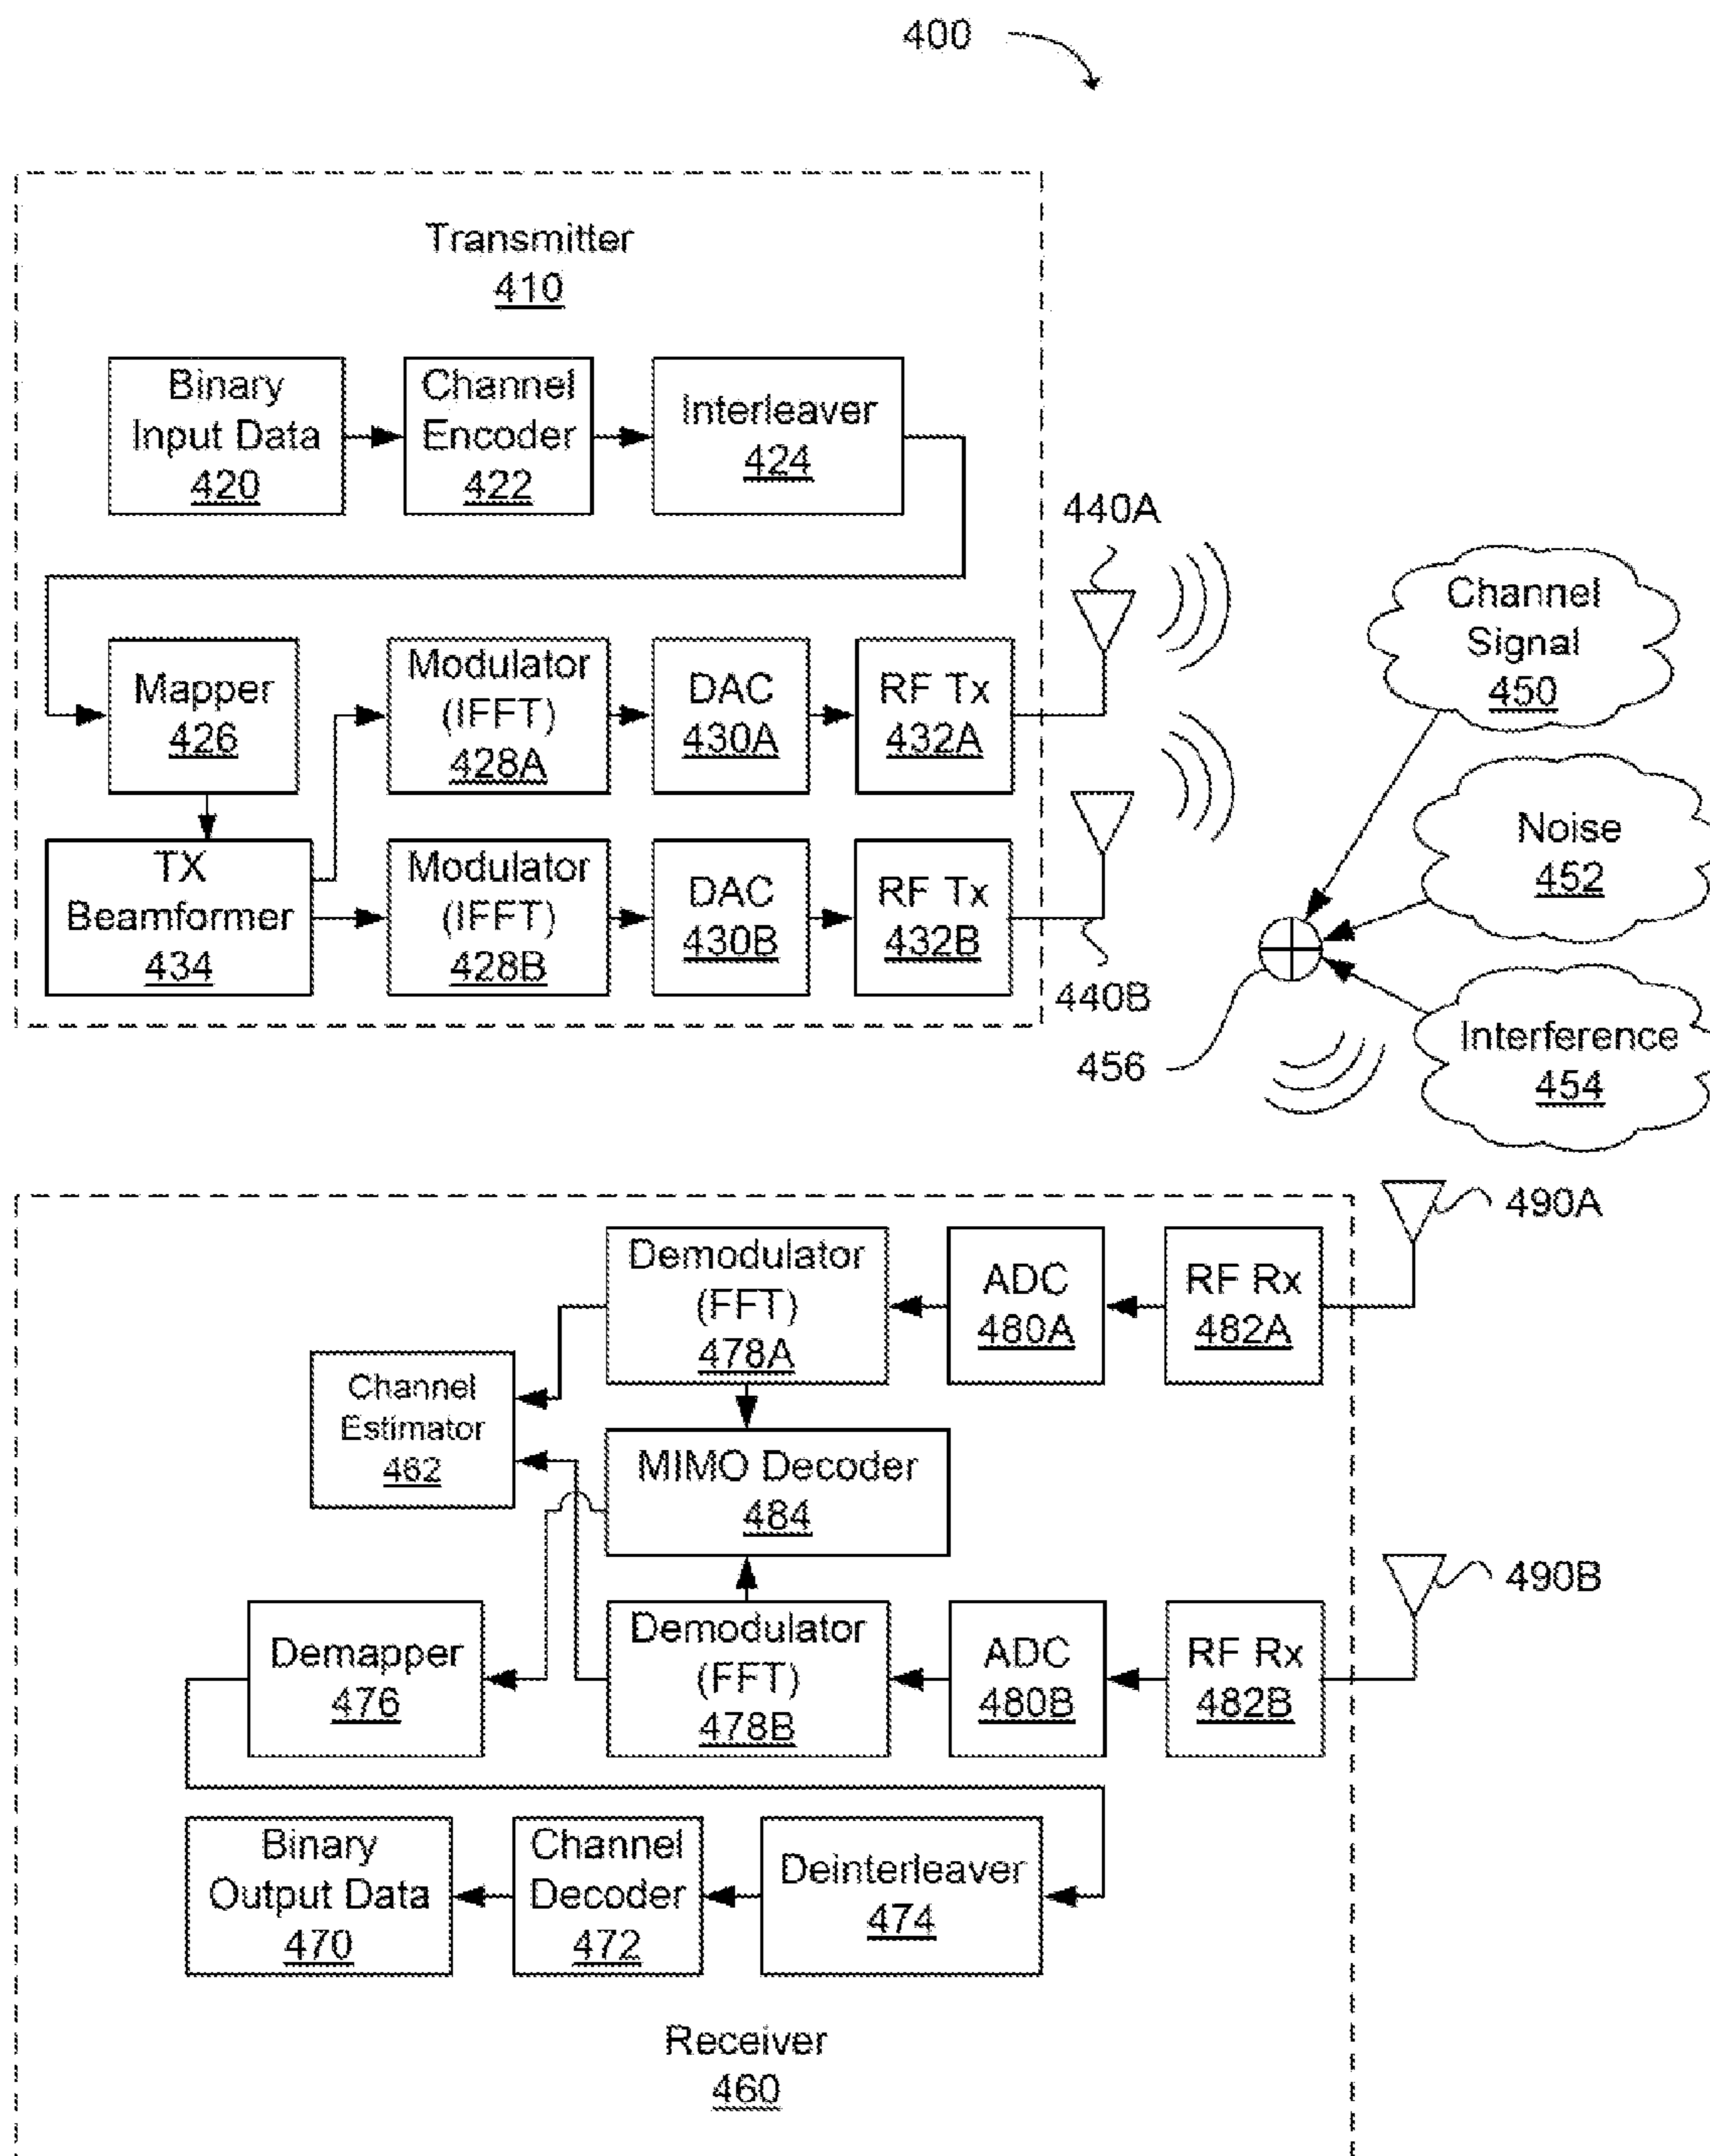 400
Transmitter
410
Binary
Input Data
420
Channel
Encoder
422
Interleaver
424
440A
Channel
Signal
450
Mapper
426
Modulator
(IFFT)
428A
DAC
430A
RF Tx
432A
Noise
452
TX
Beamformer
434
Modulator
(IFFT)
428B
DAC
430B
RF Tx
432B
440B
456
Interference
454
490A
Demodulator
(FFT)
478A
ADC
480A
RF Rx
482A
Channel
Estimator
462
MIMO Decoder
484
490B
Demapper
476
Demodulator
(FFT)
478B
ADC
480B
RF Rx
482B
Binary
Output Data
470
Channel
Decoder
472
Deinterleaver
474
Receiver
460